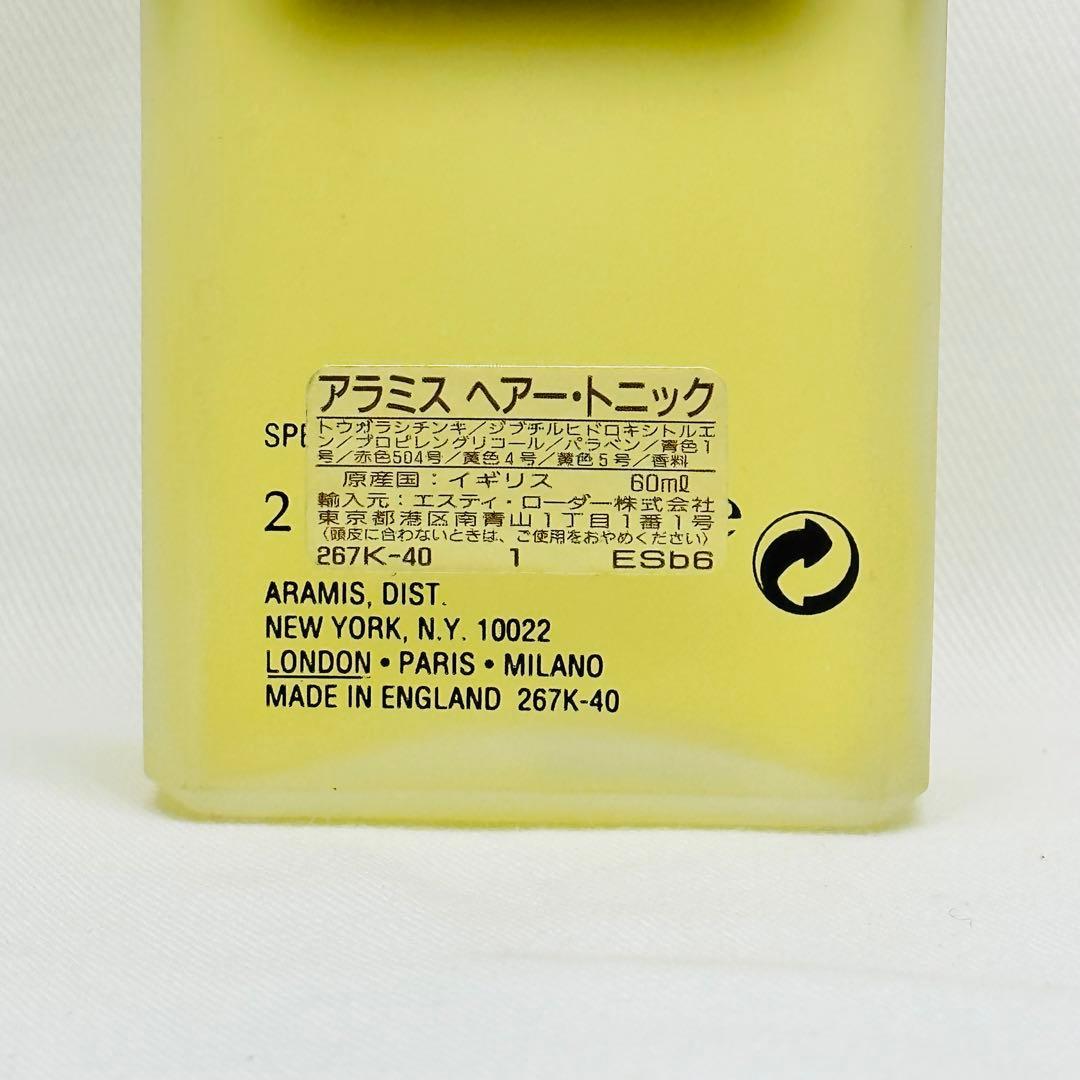 アラミス ヘアー・トニック
トウガラシチンキ/ジブチルヒドロキシトルエ
ン/プロピレングリコール/パラベン/青色1
号/赤色504号/黄色4号/黄色5号/香料
原産国：イギリス 60ml
輸入元：エスティ・ローダー株式会社
東京都港区南青山1丁目1番1号
〈頭皮に合わないときは、ご使用をおやめください〉
267K-40 1 ESb6
2
ARAMIS, DIST.
NEW YORK, N.Y. 10022
LONDON • PARIS • MILANO
MADE IN ENGLAND 267K-40